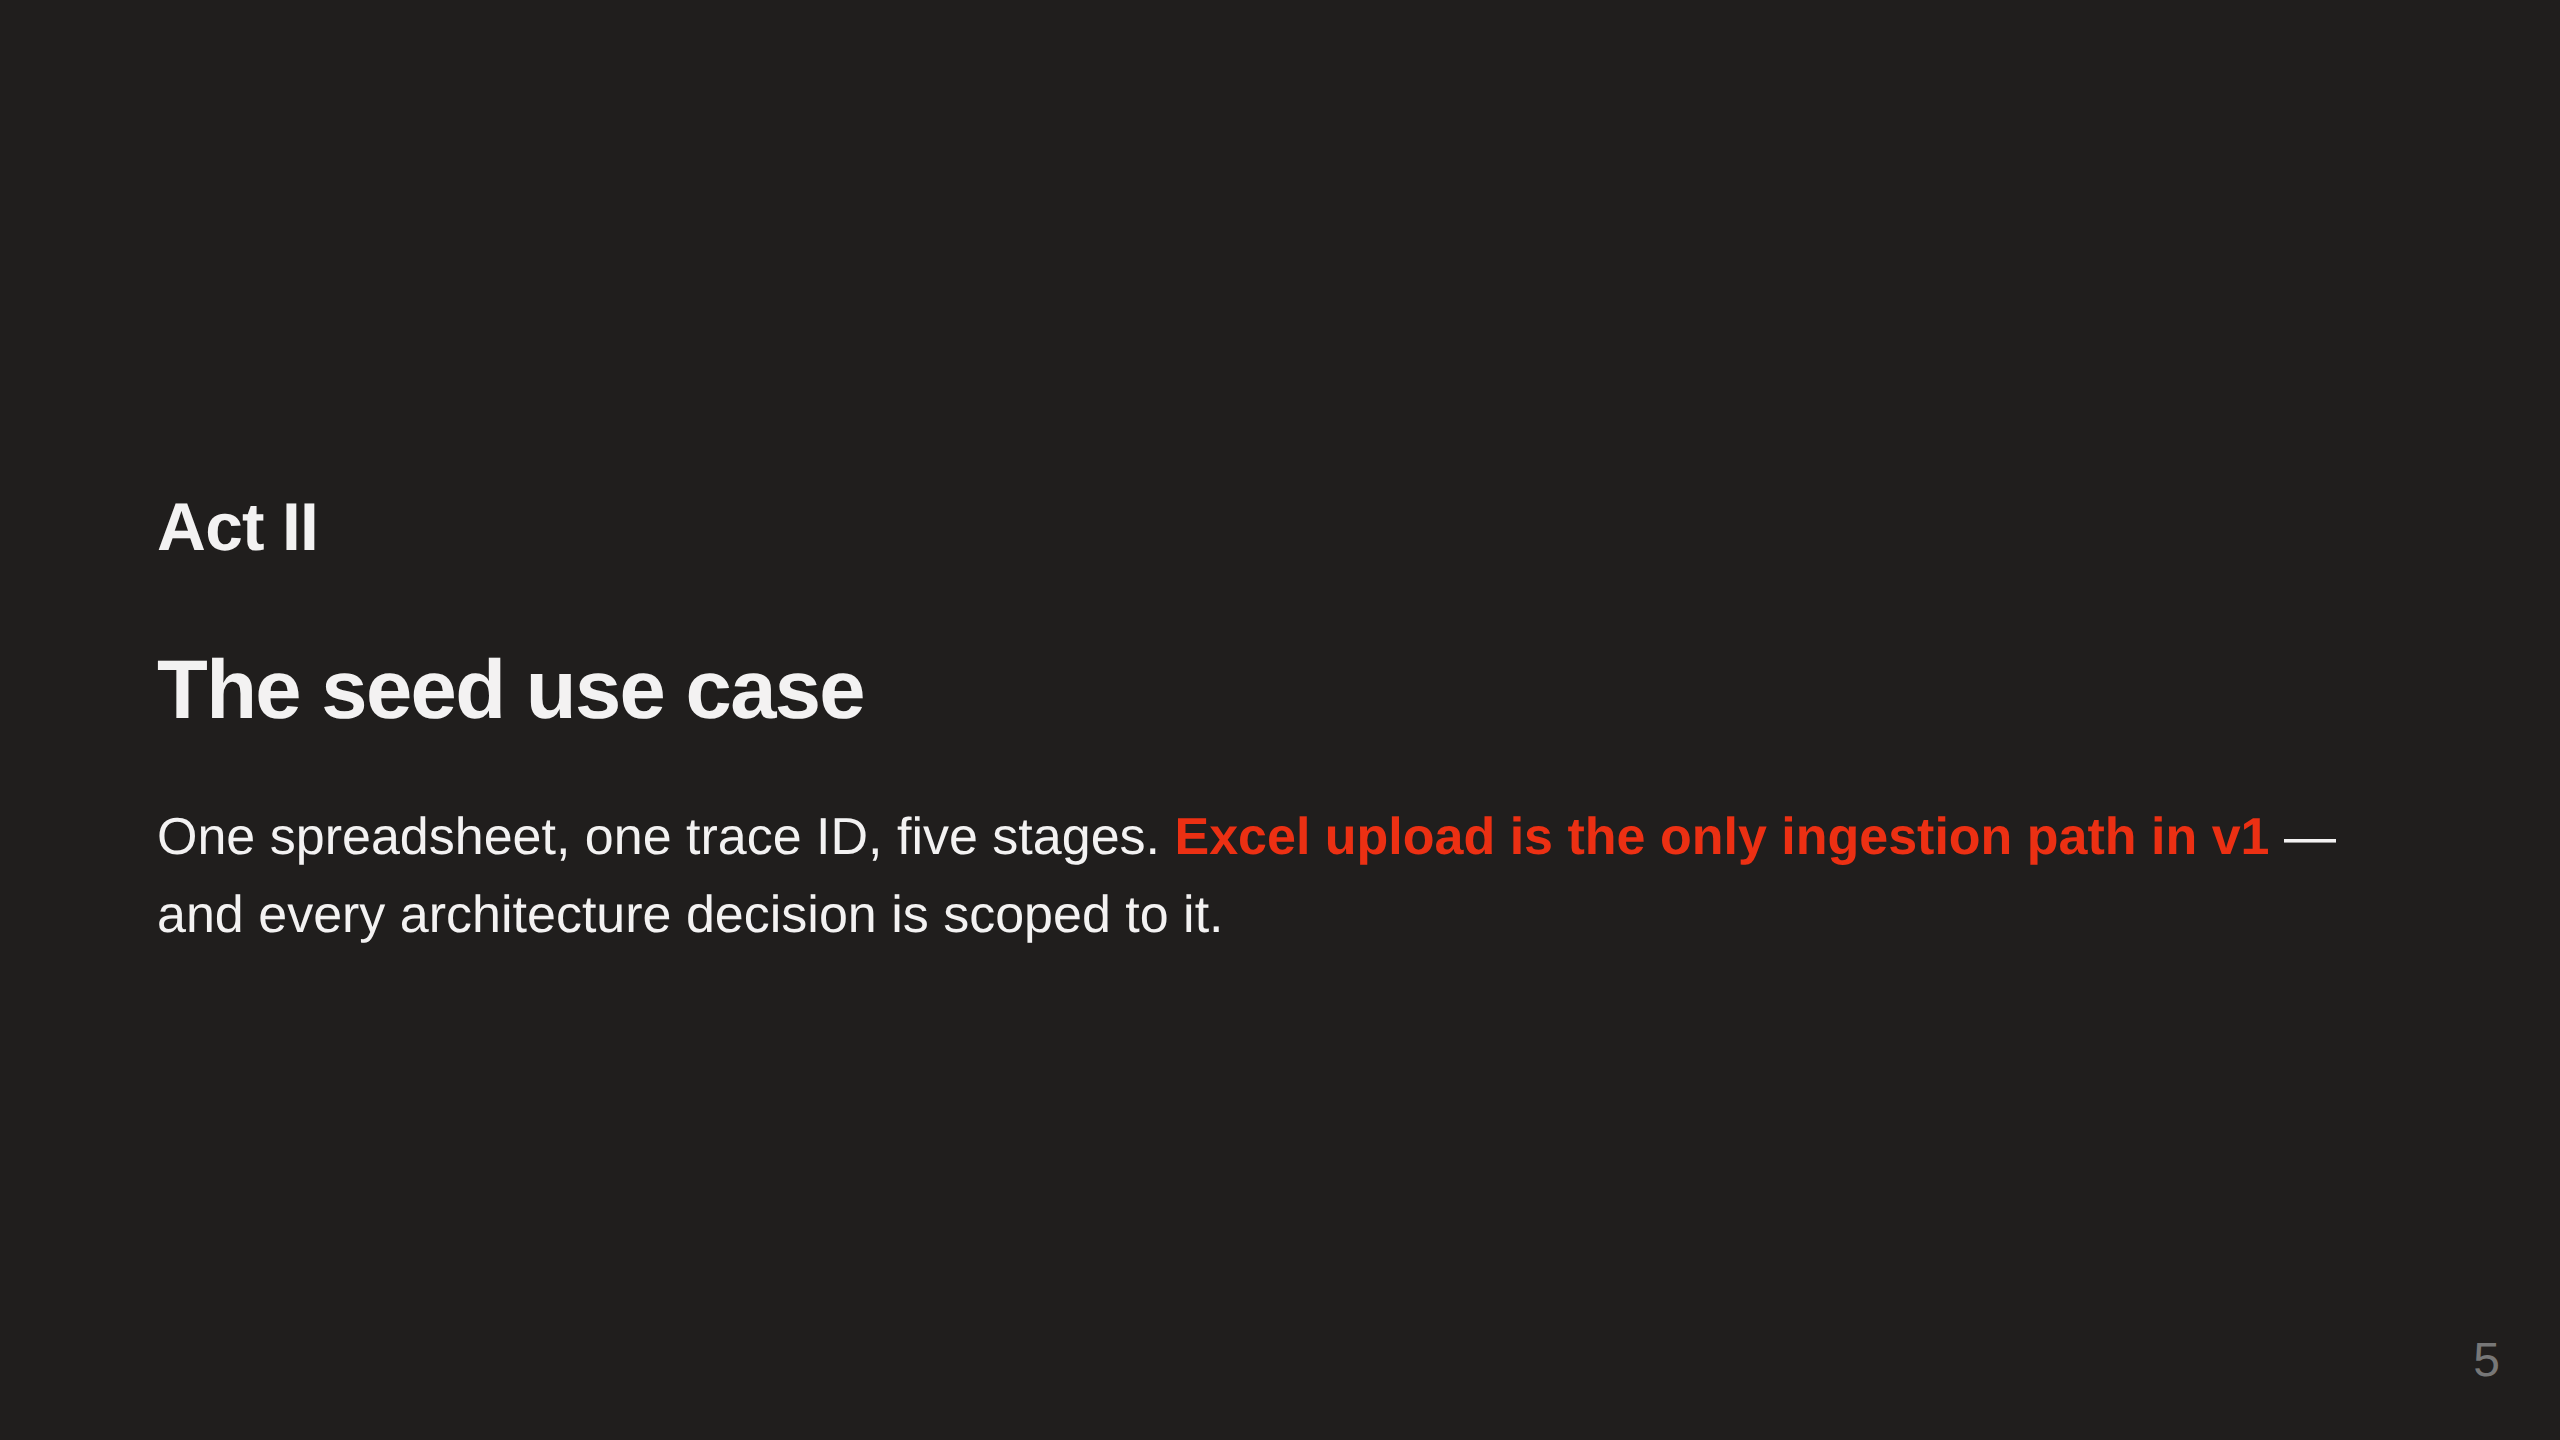 Act II
The seed use case
One spreadsheet, one trace ID, five stages. Excel upload is the only ingestion path in v1 —
and every architecture decision is scoped to it.
5